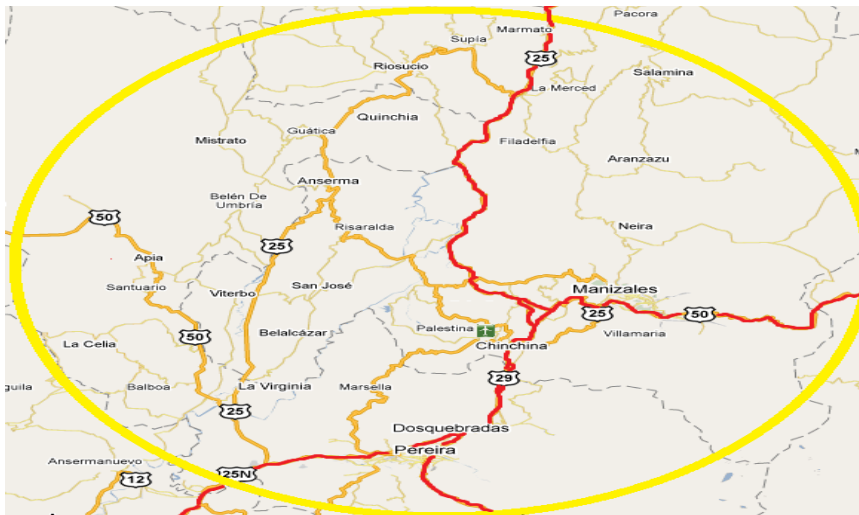 Marmato
Pácora
Supía
25
Riosucio
Salamina
La Merced
Quinchia
Guática
Filadelfia
Mistrato
Aranzazu
Anserma
Belén De
Umbría
50
Risaralda
Neira
25
Apia
Santuario
Viterbo
San José
Manizales
25
50
Palestina
Villamaria
50
Belalcázar
La Celia
Chinchina
29
Balboa
La Virginia
Marsella
25
Dosquebradas
Pereira
Ansermanuevo
25N
12